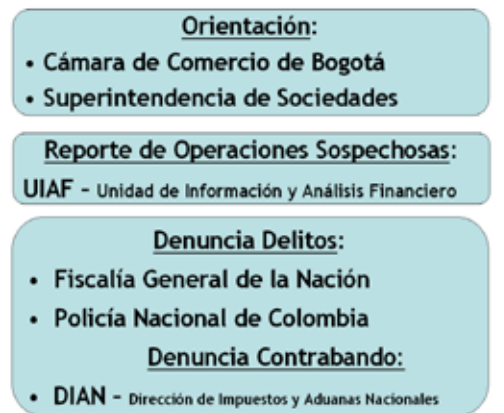 Orientación:
• Cámara de Comercio de Bogotá
• Superintendencia de Sociedades
Reporte de Operaciones Sospechosas:
UIAF – Unidad de Información y Análisis Financiero
Denuncia Delitos:
• Fiscalía General de la Nación
• Policía Nacional de Colombia
Denuncia Contrabando:
• DIAN – Dirección de Impuestos y Aduanas Nacionales